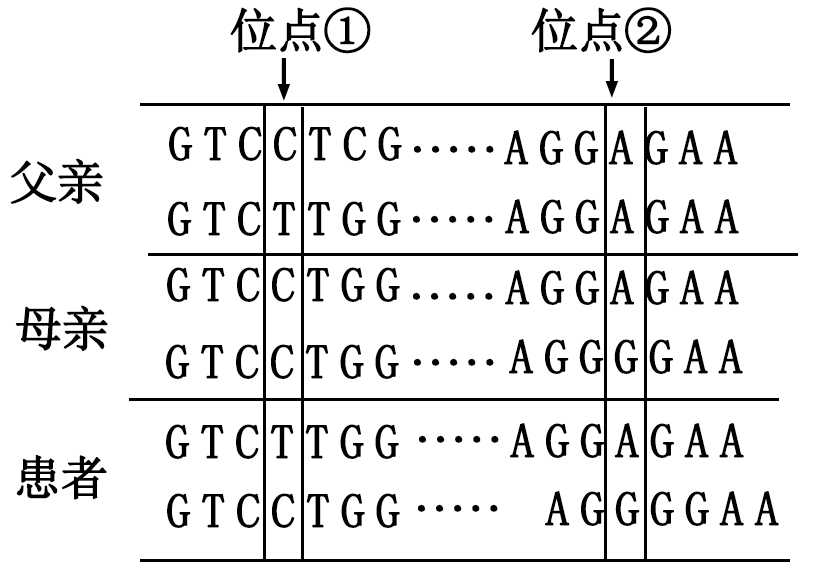 位点① 位点②
父亲 GTCCTCG·····AGGAGAA
GTCTTGG·····AGGAGAA
母亲 GTCCTGG·····AGGAGAA
GTCCTGG·····AGGGGAA
患者 GTCTTGG·····AGGAGAA
GTCCTGG····· AGGGGAA